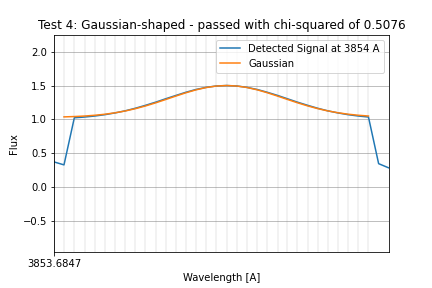 Test 4: Gaussian-shaped - passed with chi-squared of 0.5076
Detected Signal at 3854 A
Gaussian
2.0
1.5
1.0
0.5
0.0
−0.5
Flux
3853.6847
Wavelength [A]